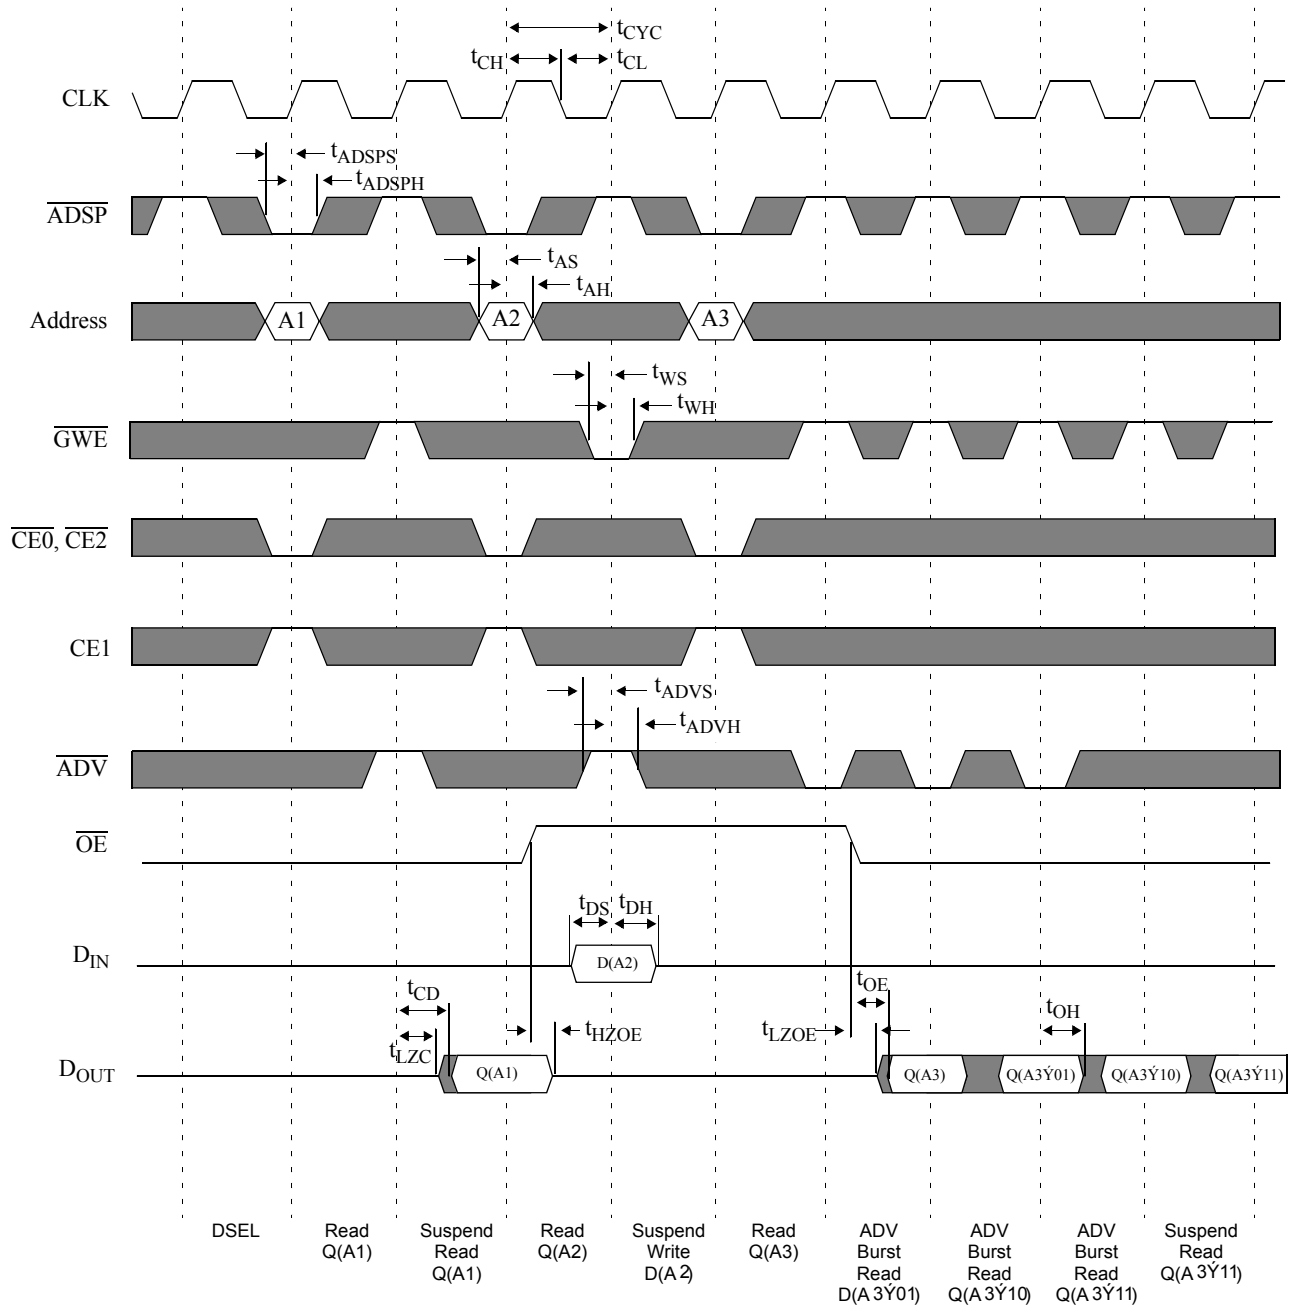 tCYC
tCH
tCL
CLK
tADSPS
tADSPH
ADSP
tAS
tAH
Address
A1
A2
A3
tWS
tWH
GWE
CE0, CE2
CE1
tADVS
tADVH
ADV
OE
tDS
tDH
DIN
D(A2)
tCD
tOE
tOH
tLZC
tHZOE
tLZOE
DOUT
Q(A1)
Q(A3)
Q(A3Ý01)
Q(A3Ý10)
Q(A3Ý11)
DSEL
Read
Q(A1)
Suspend
Read
Q(A1)
Read
Q(A2)
Suspend
Write
D(A2)
Read
Q(A3)
ADV
Burst
Read
D(A3Ý01)
ADV
Burst
Read
Q(A3Ý10)
ADV
Burst
Read
Q(A3Ý11)
Suspend
Read
Q(A3Ý11)